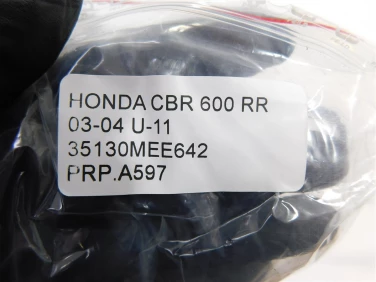 HONDA CBR 600 RR
03-04 U-11
35130MEE642
PRP.A597